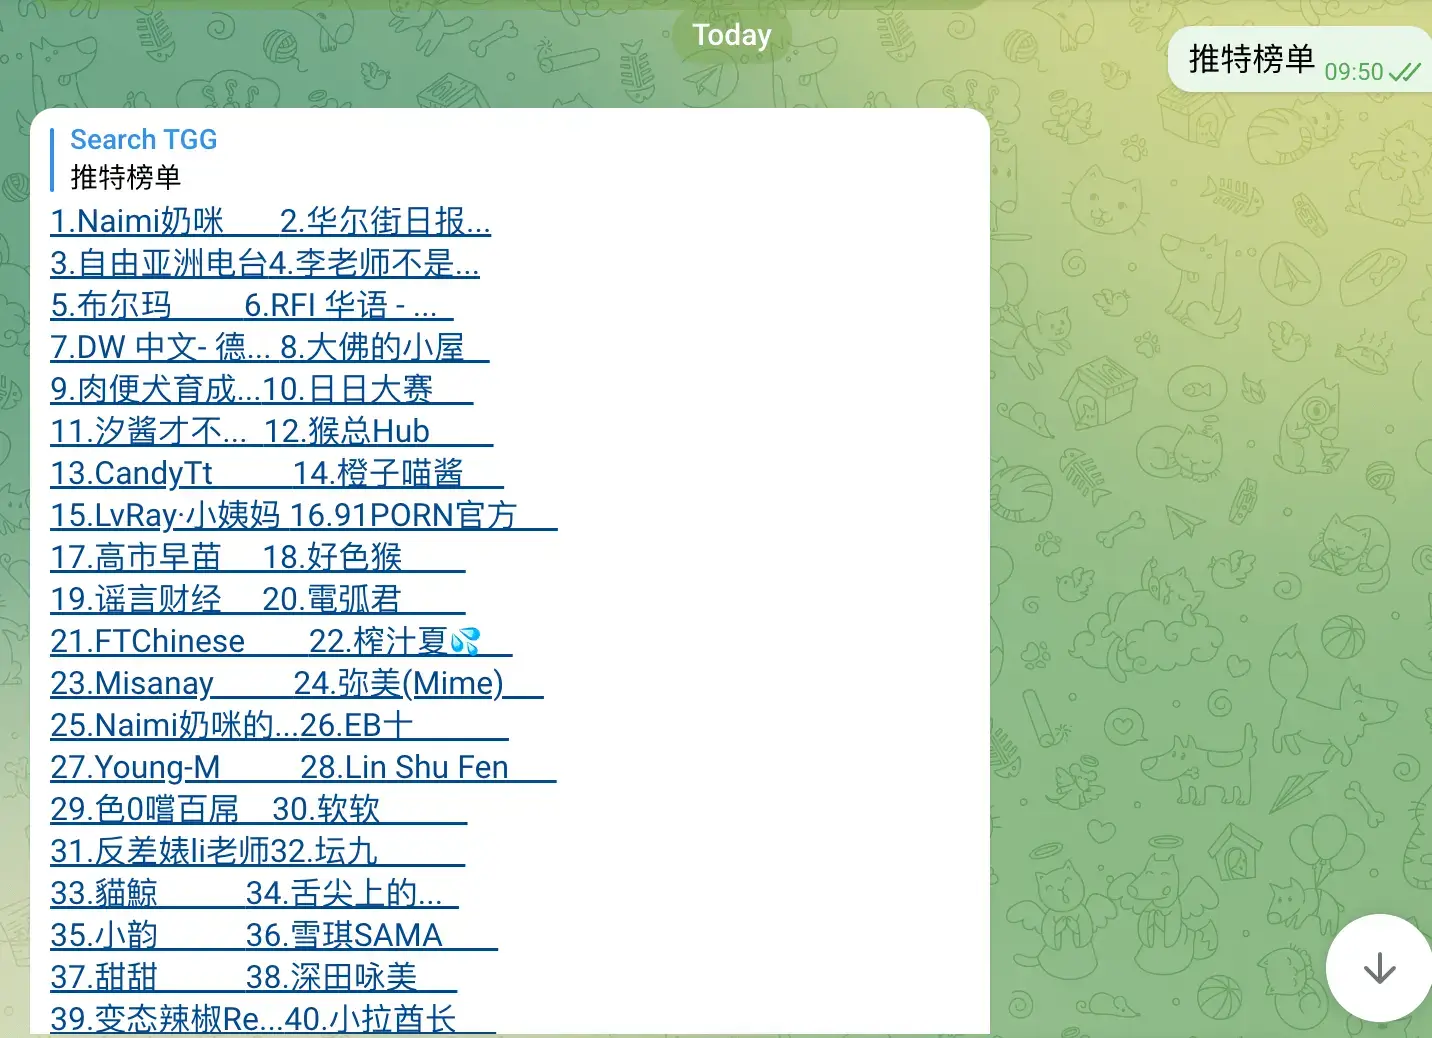 Today
推特榜单 09:50
Search TGG
推特榜单
1.Naimi奶咪 2.华尔街日报...
3.自由亚洲电台4.李老师不是...
5.布尔玛 6.RFI 华语 - ...
7.DW 中文- 德... 8.大佛的小屋
9.肉便犬育成...10.日日大赛
11.汐酱才不... 12.猴总Hub
13.CandyTt 14.橙子喵酱
15.LvRay·小姨妈 16.91PORN官方
17.高市早苗 18.好色猴
19.谣言财经 20.電弧君
21.FTChinese 22.榨汁夏💦
23.Misanay 24.弥美(Mime)
25.Naimi奶咪的...26.EB十
27.Young-M 28.Lin Shu Fen
29.色0嚐百屌 30.软软
31.反差婊li老师32.坛九
33.貓鯨 34.舌尖上的...
35.小韵 36.雪琪SAMA
37.甜甜 38.深田咏美
39.变态辣椒Re...40.小拉酋长